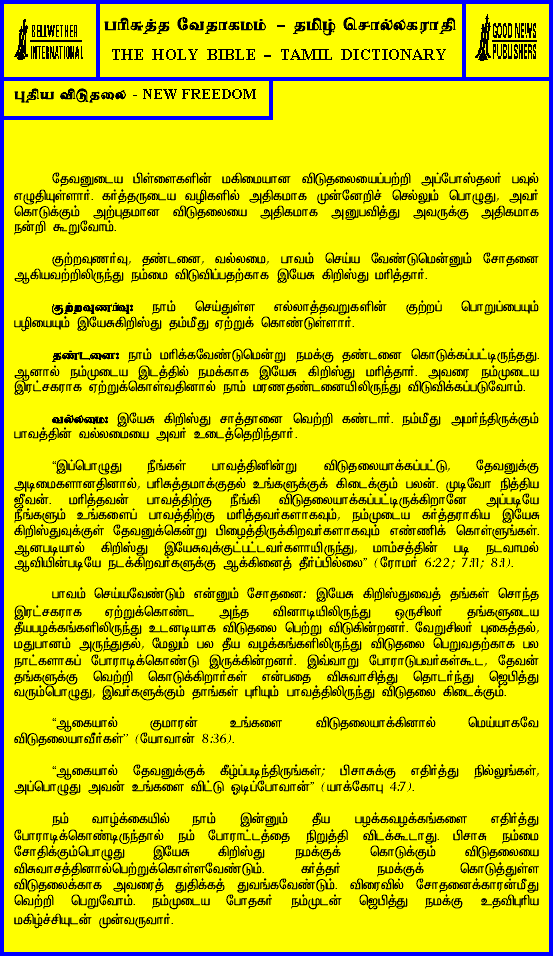 BELLWETHER
INTERNATIONAL
பரிசுத்த வேதாகமம் – தமிழ் சொல்லகராதி
THE HOLY BIBLE – TAMIL DICTIONARY
GOOD NEWS
PUBLISHERS
புதிய விடுதலை - NEW FREEDOM
தேவனுடைய பிள்ளைகளின் மகிமையான விடுதலையைப்பற்றி அப்போஸ்தலர் பவுல்
எழுதியுள்ளார். கர்த்தருடைய வழிகளில் அதிகமாக முன்னேறிச் செல்லும் பொழுது, அவர்
கொடுக்கும் அற்புதமான விடுதலையை அதிகமாக அனுபவித்து அவருக்கு அதிகமாக
நன்றி கூறுவோம்.
குற்றவுணர்வு, தண்டனை, வல்லமை, பாவம் செய்ய வேண்டுமென்னும் சோதனை
ஆகியவற்றிலிருந்து நம்மை விடுவிப்பதற்காக இயேசு கிறிஸ்து மரித்தார்.
குற்றவுணர்வு: நாம் செய்துள்ள எல்லாத்தவறுகளின் குற்றப் பொறுப்பையும்
பழியையும் இயேசுகிறிஸ்து தம்மீது ஏற்றுக் கொண்டுள்ளார்.
தண்டனை: நாம் மரிக்கவேண்டுமென்று நமக்கு தண்டனை கொடுக்கப்பட்டிருந்தது.
ஆனால் நம்முடைய இடத்தில் நமக்காக இயேசு கிறிஸ்து மரித்தார். அவரை நம்முடைய
இரட்சகராக ஏற்றுக்கொள்வதினால் நாம் மரணதண்டனையிலிருந்து விடுவிக்கப்படுவோம்.
வல்லமை: இயேசு கிறிஸ்து சாத்தானை வெற்றி கண்டார். நம்மீது அமர்ந்திருக்கும்
பாவத்தின் வல்லமையை அவர் உடைத்தெறிந்தார்.
“இப்பொழுது நீங்கள் பாவத்தினின்று விடுதலையாக்கப்பட்டு, தேவனுக்கு
அடிமைகளானதினால், பரிசுத்தமாக்குதல் உங்களுக்குக் கிடைக்கும் பலன். முடிவோ நித்திய
ஜீவன். மரித்தவன் பாவத்திற்கு நீங்கி விடுதலையாக்கப்பட்டிருக்கிறானே அப்படியே
நீங்களும் உங்களைப் பாவத்திற்கு மரித்தவர்களாகவும், நம்முடைய கர்த்தராகிய இயேசு
கிறிஸ்துவுக்குள் தேவனுக்கென்று பிழைத்திருக்கிறவர்களாகவும் எண்ணிக் கொள்ளுங்கள்.
ஆனபடியால் கிறிஸ்து இயேசுவுக்குட்பட்டவர்களாயிருந்து, மாம்சத்தின் படி நடவாமல்
ஆவியின்படியே நடக்கிறவர்களுக்கு ஆக்கினைத் தீர்ப்பில்லை” (ரோமர் 6:22; 7:11; 8:1).
பாவம் செய்யவேண்டும் என்னும் சோதனை: இயேசு கிறிஸ்துவைத் தங்கள் சொந்த
இரட்சகராக ஏற்றுக்கொண்ட அந்த வினாடியிலிருந்து ஒருசிலர் தங்களுடைய
தீயபழக்கங்களிலிருந்து உடனடியாக விடுதலை பெற்று விடுகின்றனர். வேறுசிலர் புகைத்தல்,
மதுபானம் அருந்துதல், மேலும் பல தீய வழக்கங்களிலிருந்து விடுதலை பெறுவதற்காக பல
நாட்களாகப் போராடிக்கொண்டு இருக்கின்றனர். இவ்வாறு போராடுபவர்கள்கூட, தேவன்
தங்களுக்கு வெற்றி கொடுக்கிறார்கள் என்பதை விசுவாசித்து தொடர்ந்து ஜெபித்து
வரும்பொழுது, இவர்களுக்கும் தாங்கள் புரியும் பாவத்திலிருந்து விடுதலை கிடைக்கும்.
“ஆகையால் குமாரன் உங்களை விடுதலையாக்கினால் மெய்யாகவே
விடுதலையாவீர்கள்” (யோவான் 8:36).
“ஆகையால் தேவனுக்குக் கீழ்ப்படிந்திருங்கள்; பிசாசுக்கு எதிர்த்து நில்லுங்கள்,
அப்பொழுது அவன் உங்களை விட்டு ஓடிப்போவான்” (யாக்கோபு 4:7).
நம் வாழ்க்கையில் நாம் இன்னும் தீய பழக்கவழக்கங்களை எதிர்த்து
போராடிக்கொண்டிருந்தால் நம் போராட்டத்தை நிறுத்தி விடக்கூடாது. பிசாசு நம்மை
சோதிக்கும்பொழுது இயேசு கிறிஸ்து நமக்குக் கொடுக்கும் விடுதலையை
விசுவாசத்தினால்பெற்றுக்கொள்ளவேண்டும். கர்த்தர் நமக்குக் கொடுத்துள்ள
விடுதலைக்காக அவரைத் துதிக்கத் துவங்கவேண்டும். விரைவில் சோதனைக்காரன்மீது
வெற்றி பெறுவோம். நம்முடைய போதகர் நம்முடன் ஜெபித்து நமக்கு உதவிபுரிய
மகிழ்ச்சியுடன் முன்வருவார்.